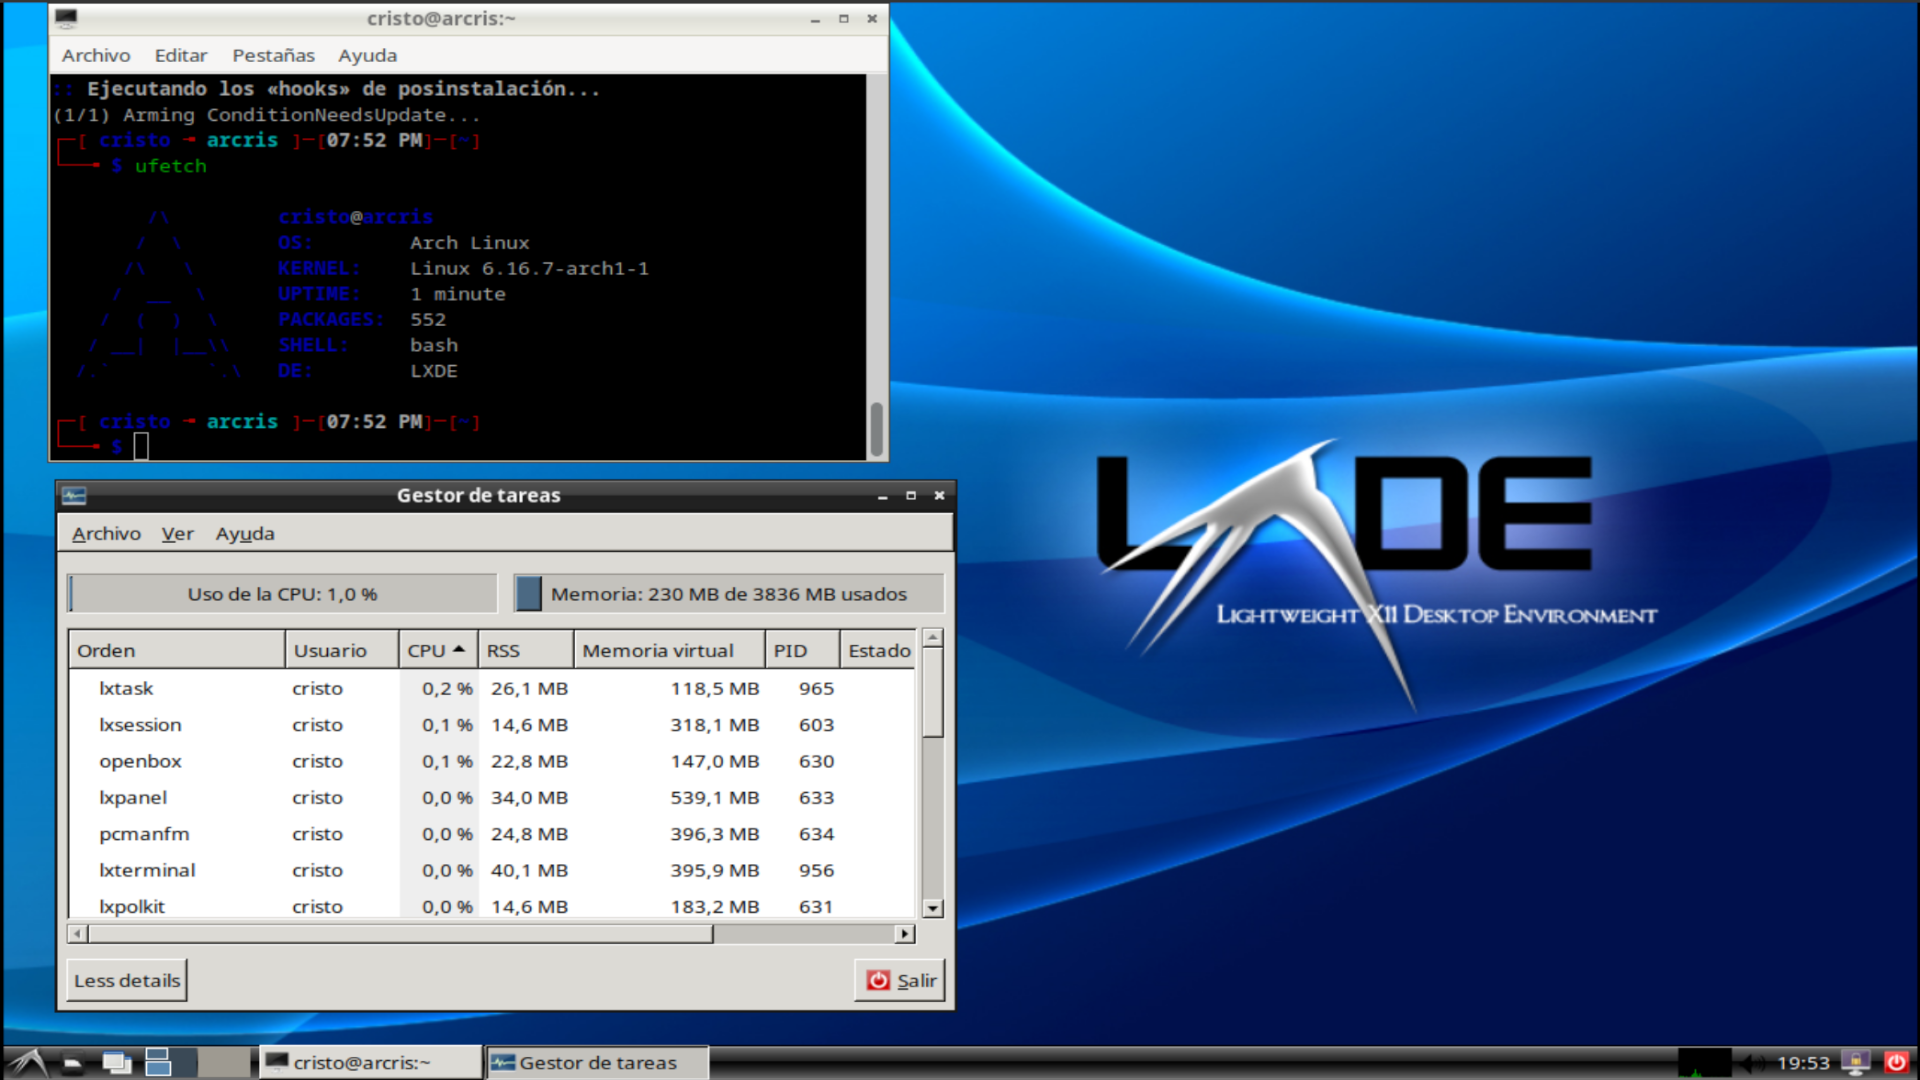 cristo@arcris:~
Archivo Editar Pestañas Ayuda
:: Ejecutando los «hooks» de posinstalación...
(1/1) Arming ConditionNeedsUpdate...
[ cristo arcris ]─[07:52 PM]─[~]
$ ufetch
cristo@arcris
OS: Arch Linux
KERNEL: Linux 6.16.7-arch1-1
UPTIME: 1 minute
PACKAGES: 552
SHELL: bash
DE: LXDE
[ cristo arcris ]─[07:52 PM]─[~]
$
Gestor de tareas
Archivo Ver Ayuda
Uso de la CPU: 1,0 % Memoria: 230 MB de 3836 MB usados
Orden Usuario CPU RSS Memoria virtual PID Estado
lxtask cristo 0,2 % 26,1 MB 118,5 MB 965
lxsession cristo 0,1 % 14,6 MB 318,1 MB 603
openbox cristo 0,1 % 22,8 MB 147,0 MB 630
lxpanel cristo 0,0 % 34,0 MB 539,1 MB 633
pcmanfm cristo 0,0 % 24,8 MB 396,3 MB 634
lxterminal cristo 0,0 % 40,1 MB 395,9 MB 956
lxpolkit cristo 0,0 % 14,6 MB 183,2 MB 631
Less details Salir
LXDE
Lightweight X11 Desktop Environment
cristo@arcris:~ Gestor de tareas 19:53